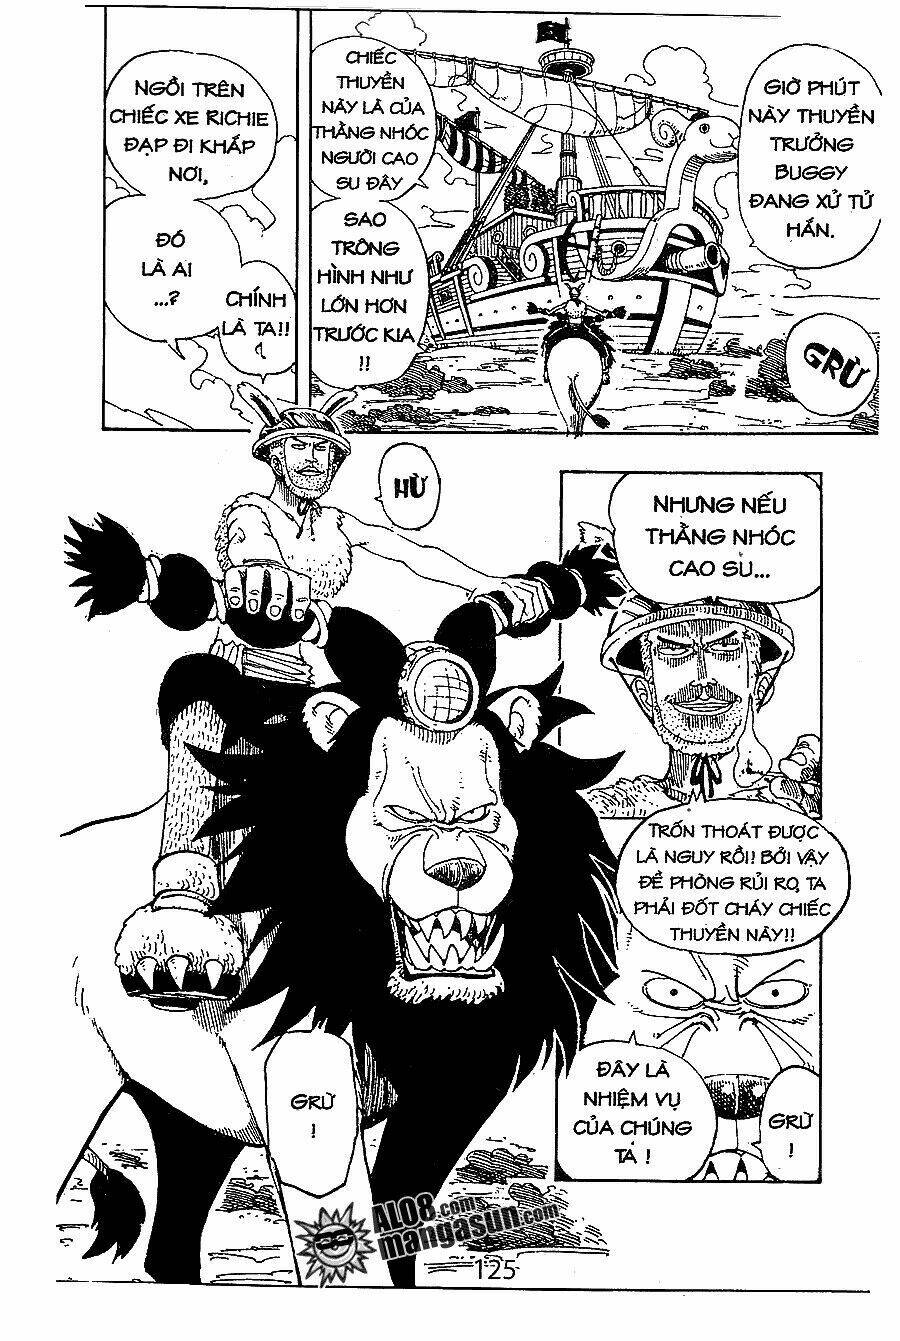 GIỜ PHÚT
NÀY THUYỀN
TRƯỞNG
BUGGY
ĐANG XỬ TỬ
HẮN.
CHIẾC
THUYỀN
NÀY LÀ CỦA
THẰNG NHÓC
NGƯỜI CAO
SU ĐÂY
SAO
TRÔNG
HÌNH NHƯ
LỚN HƠN
TRƯỚC KIA
!!
GRỪ
NGỒI TRÊN
CHIẾC XE RICHIE
ĐẠP ĐI KHẮP
NƠI,
ĐÓ
LÀ AI
...?
CHÍNH
LÀ TA!!
HỪ
NHƯNG NẾU
THẰNG NHÓC
CAO SU...
TRỐN THOÁT ĐƯỢC
LÀ NGUY RỒI! BỞI VẬY
ĐỀ PHÒNG RỦI RO, TA
PHẢI ĐỐT CHÁY CHIẾC
THUYỀN NÀY!!
ĐÂY LÀ
NHIỆM VỤ
CỦA CHÚNG
TA !
GRỪ
!
GRỪ
!
ALO8.com
mangasun.com
125